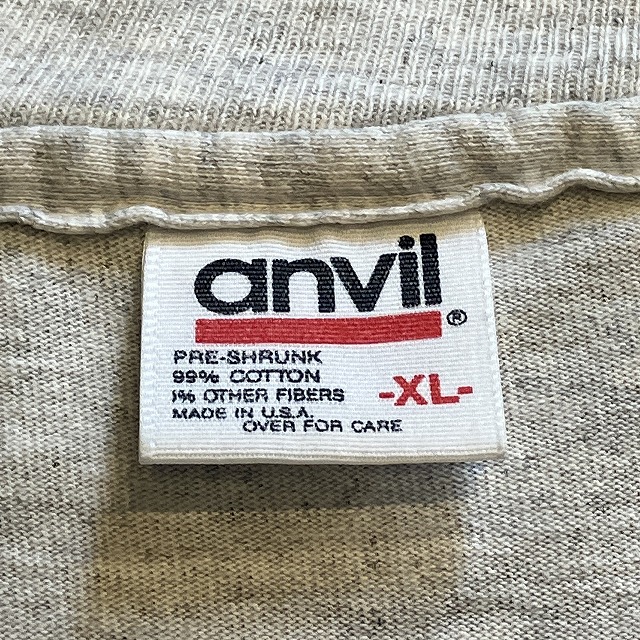 anvil®
PRE-SHRUNK
99% COTTON
1% OTHER FIBERS
-XL-
MADE IN U.S.A.
OVER FOR CARE